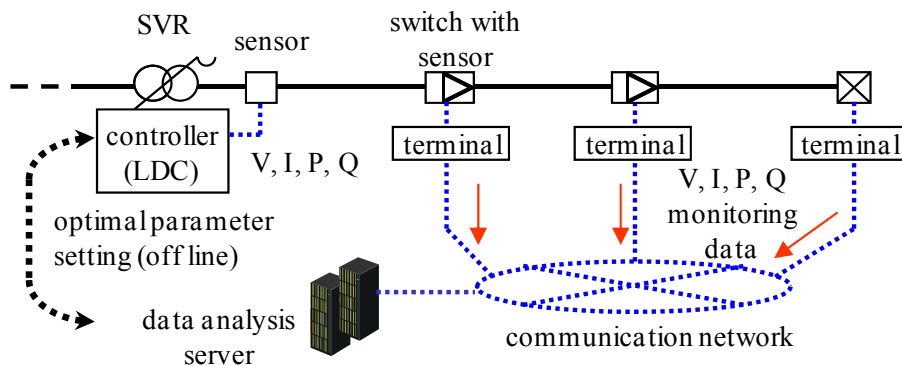 SVR
sensor
switch with
sensor
controller
(LDC)
V, I, P, Q
terminal
terminal
terminal
V, I, P, Q
monitoring
data
optimal parameter
setting (off line)
data analysis
server
communication network